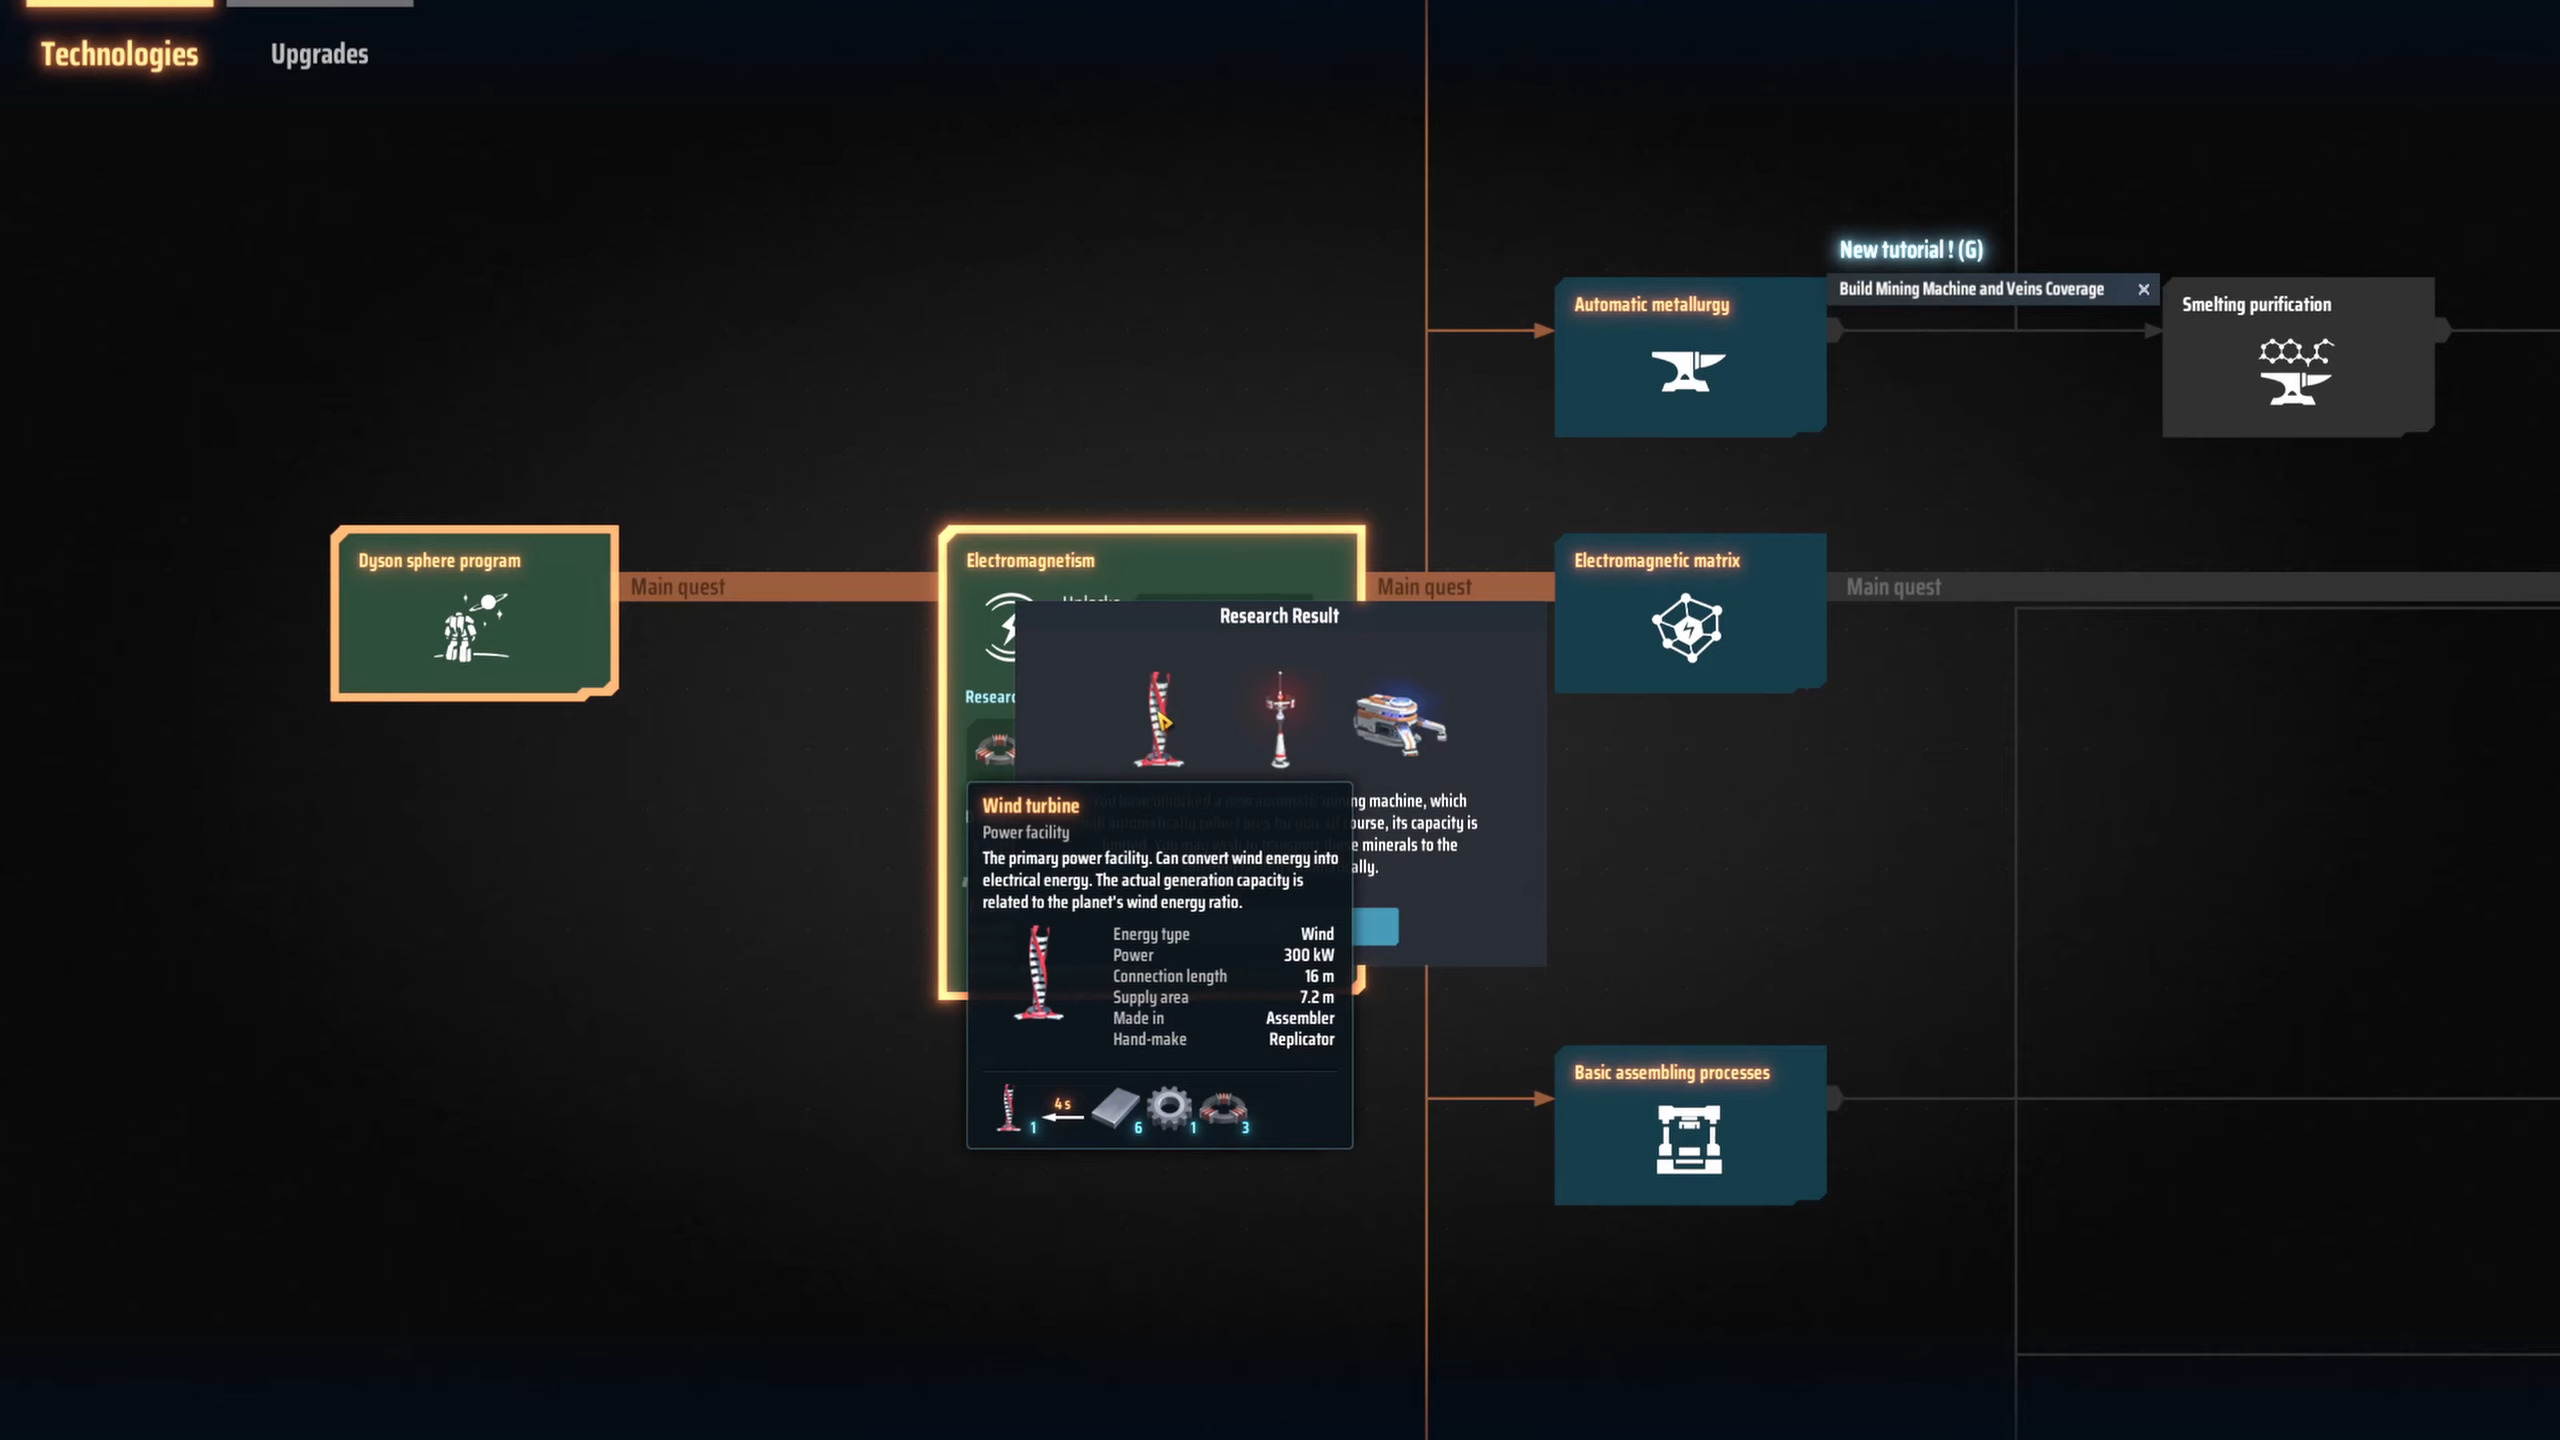 Technologies
Upgrades
New tutorial ! (G)
Build Mining Machine and Veins Coverage
Automatic metallurgy
Smelting purification
Dyson sphere program
Main quest
Electromagnetism
Main quest
Electromagnetic matrix
Main quest
Research Result
ng machine, which
ourse, its capacity is
e minerals to the
ally.
Wind turbine
Power facility
The primary power facility. Can convert wind energy into
electrical energy. The actual generation capacity is
related to the planet's wind energy ratio.
Energy type Wind
Power 300 kW
Connection length 16 m
Supply area 7.2 m
Made in Assembler
Hand-make Replicator
4 s
1 6 1 3
Basic assembling processes